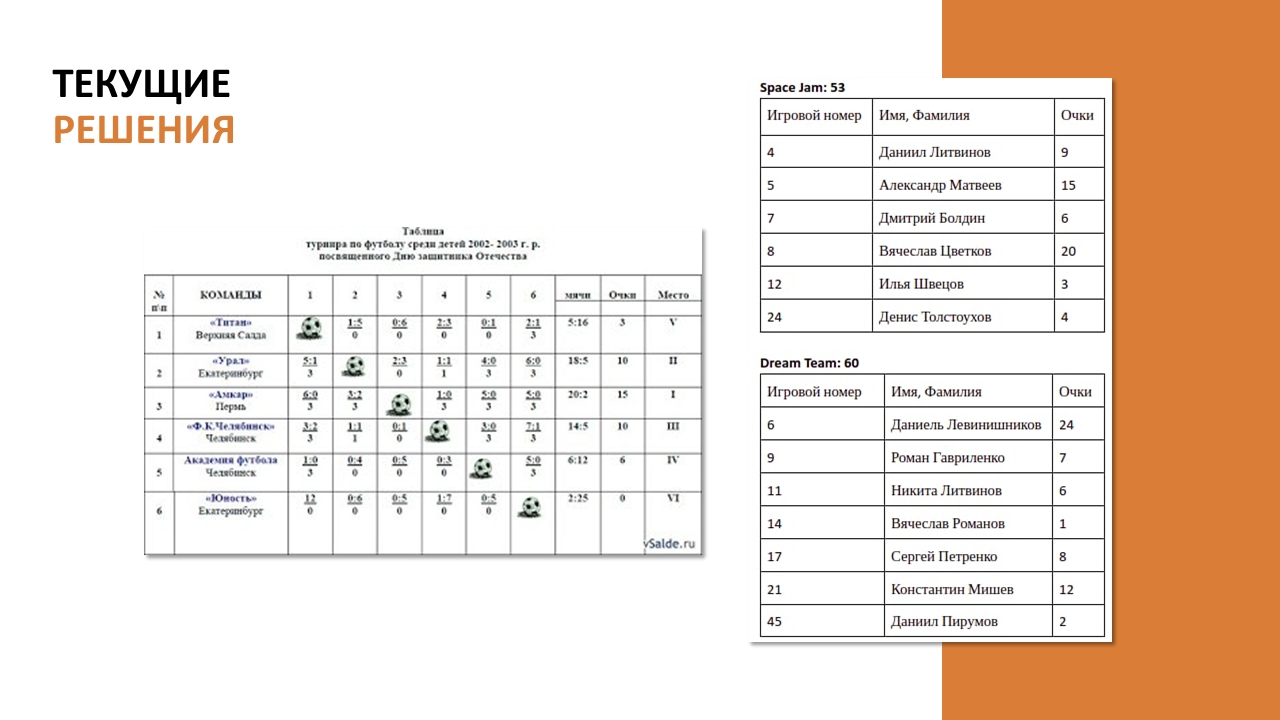 ТЕКУЩИЕ
РЕШЕНИЯ
Таблица
турнира по футболу среди детей 2002- 2003 г. р.
посвященного Дню защитника Отечества
№ п\п КОМАНДЫ 1 2 3 4 5 6 мячи Очки Место
1 «Титан» Верхняя Салда 1:5 0 0:6 0 2:3 0 0:1 0 2:1 3 5:16 3 V
2 «Урал» Екатеринбург 5:1 3 2:3 0 1:1 1 4:0 3 6:0 3 18:5 10 II
3 «Амкар» Пермь 6:0 3 3:2 3 1:0 3 5:0 3 5:0 3 20:2 15 I
4 «Ф.К.Челябинск» Челябинск 3:2 3 1:1 1 0:1 0 3:0 3 7:1 3 14:5 10 III
5 Академия футбола Челябинск 1:0 3 0:4 0 0:5 0 0:3 0 5:0 3 6:12 6 IV
6 «Юность» Екатеринбург 12 0 0:6 0 0:5 0 1:7 0 0:5 0 2:25 0 VI
vSalde.ru
Space Jam: 53
Игровой номер Имя, Фамилия Очки
4 Даниил Литвинов 9
5 Александр Матвеев 15
7 Дмитрий Болдин 6
8 Вячеслав Цветков 20
12 Илья Швецов 3
24 Денис Толстоухов 4
Dream Team: 60
Игровой номер Имя, Фамилия Очки
6 Даниель Левинишников 24
9 Роман Гавриленко 7
11 Никита Литвинов 6
14 Вячеслав Романов 1
17 Сергей Петренко 8
21 Константин Мишев 12
45 Даниил Пирумов 2